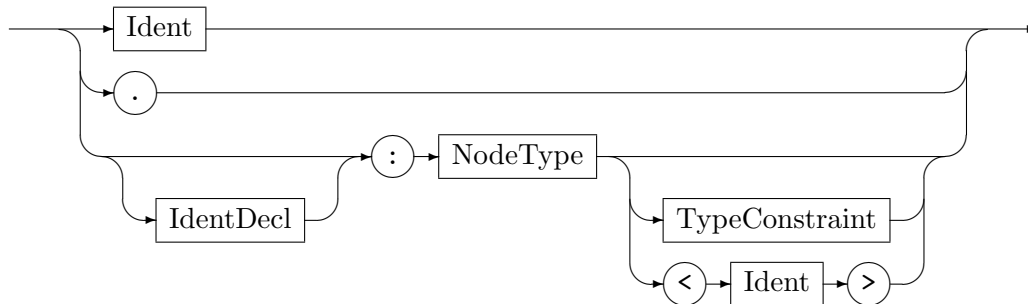 Ident
.
: NodeType
IdentDecl TypeConstraint
< Ident >